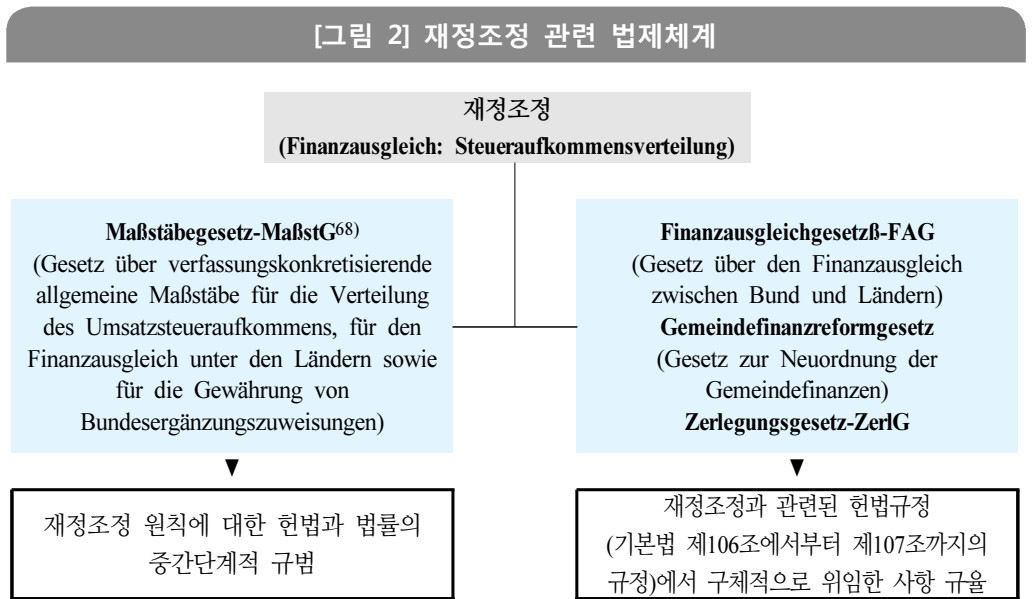 [그림 2] 재정조정 관련 법제체계
재정조정
(Finanzausgleich: Steueraufkommensverteilung)
Maßstäbegesetz-MaßstG68)
(Gesetz über verfassungskonkretisierende
allgemeine Maßstäbe für die Verteilung
des Umsatzsteueraufkommens, für den
Finanzausgleich unter den Ländern sowie
für die Gewährung von
Bundesergänzungszuweisungen)
Finanzausgleichgesetzß-FAG
(Gesetz über den Finanzausgleich
zwischen Bund und Ländern)
Gemeindefinanzreformgesetz
(Gesetz zur Neuordnung der
Gemeindefinanzen)
Zerlegungsgesetz-ZerlG
재정조정 원칙에 대한 헌법과 법률의
중간단계적 규범
재정조정과 관련된 헌법규정
(기본법 제106조에서부터 제107조까지의
규정)에서 구체적으로 위임한 사항 규율